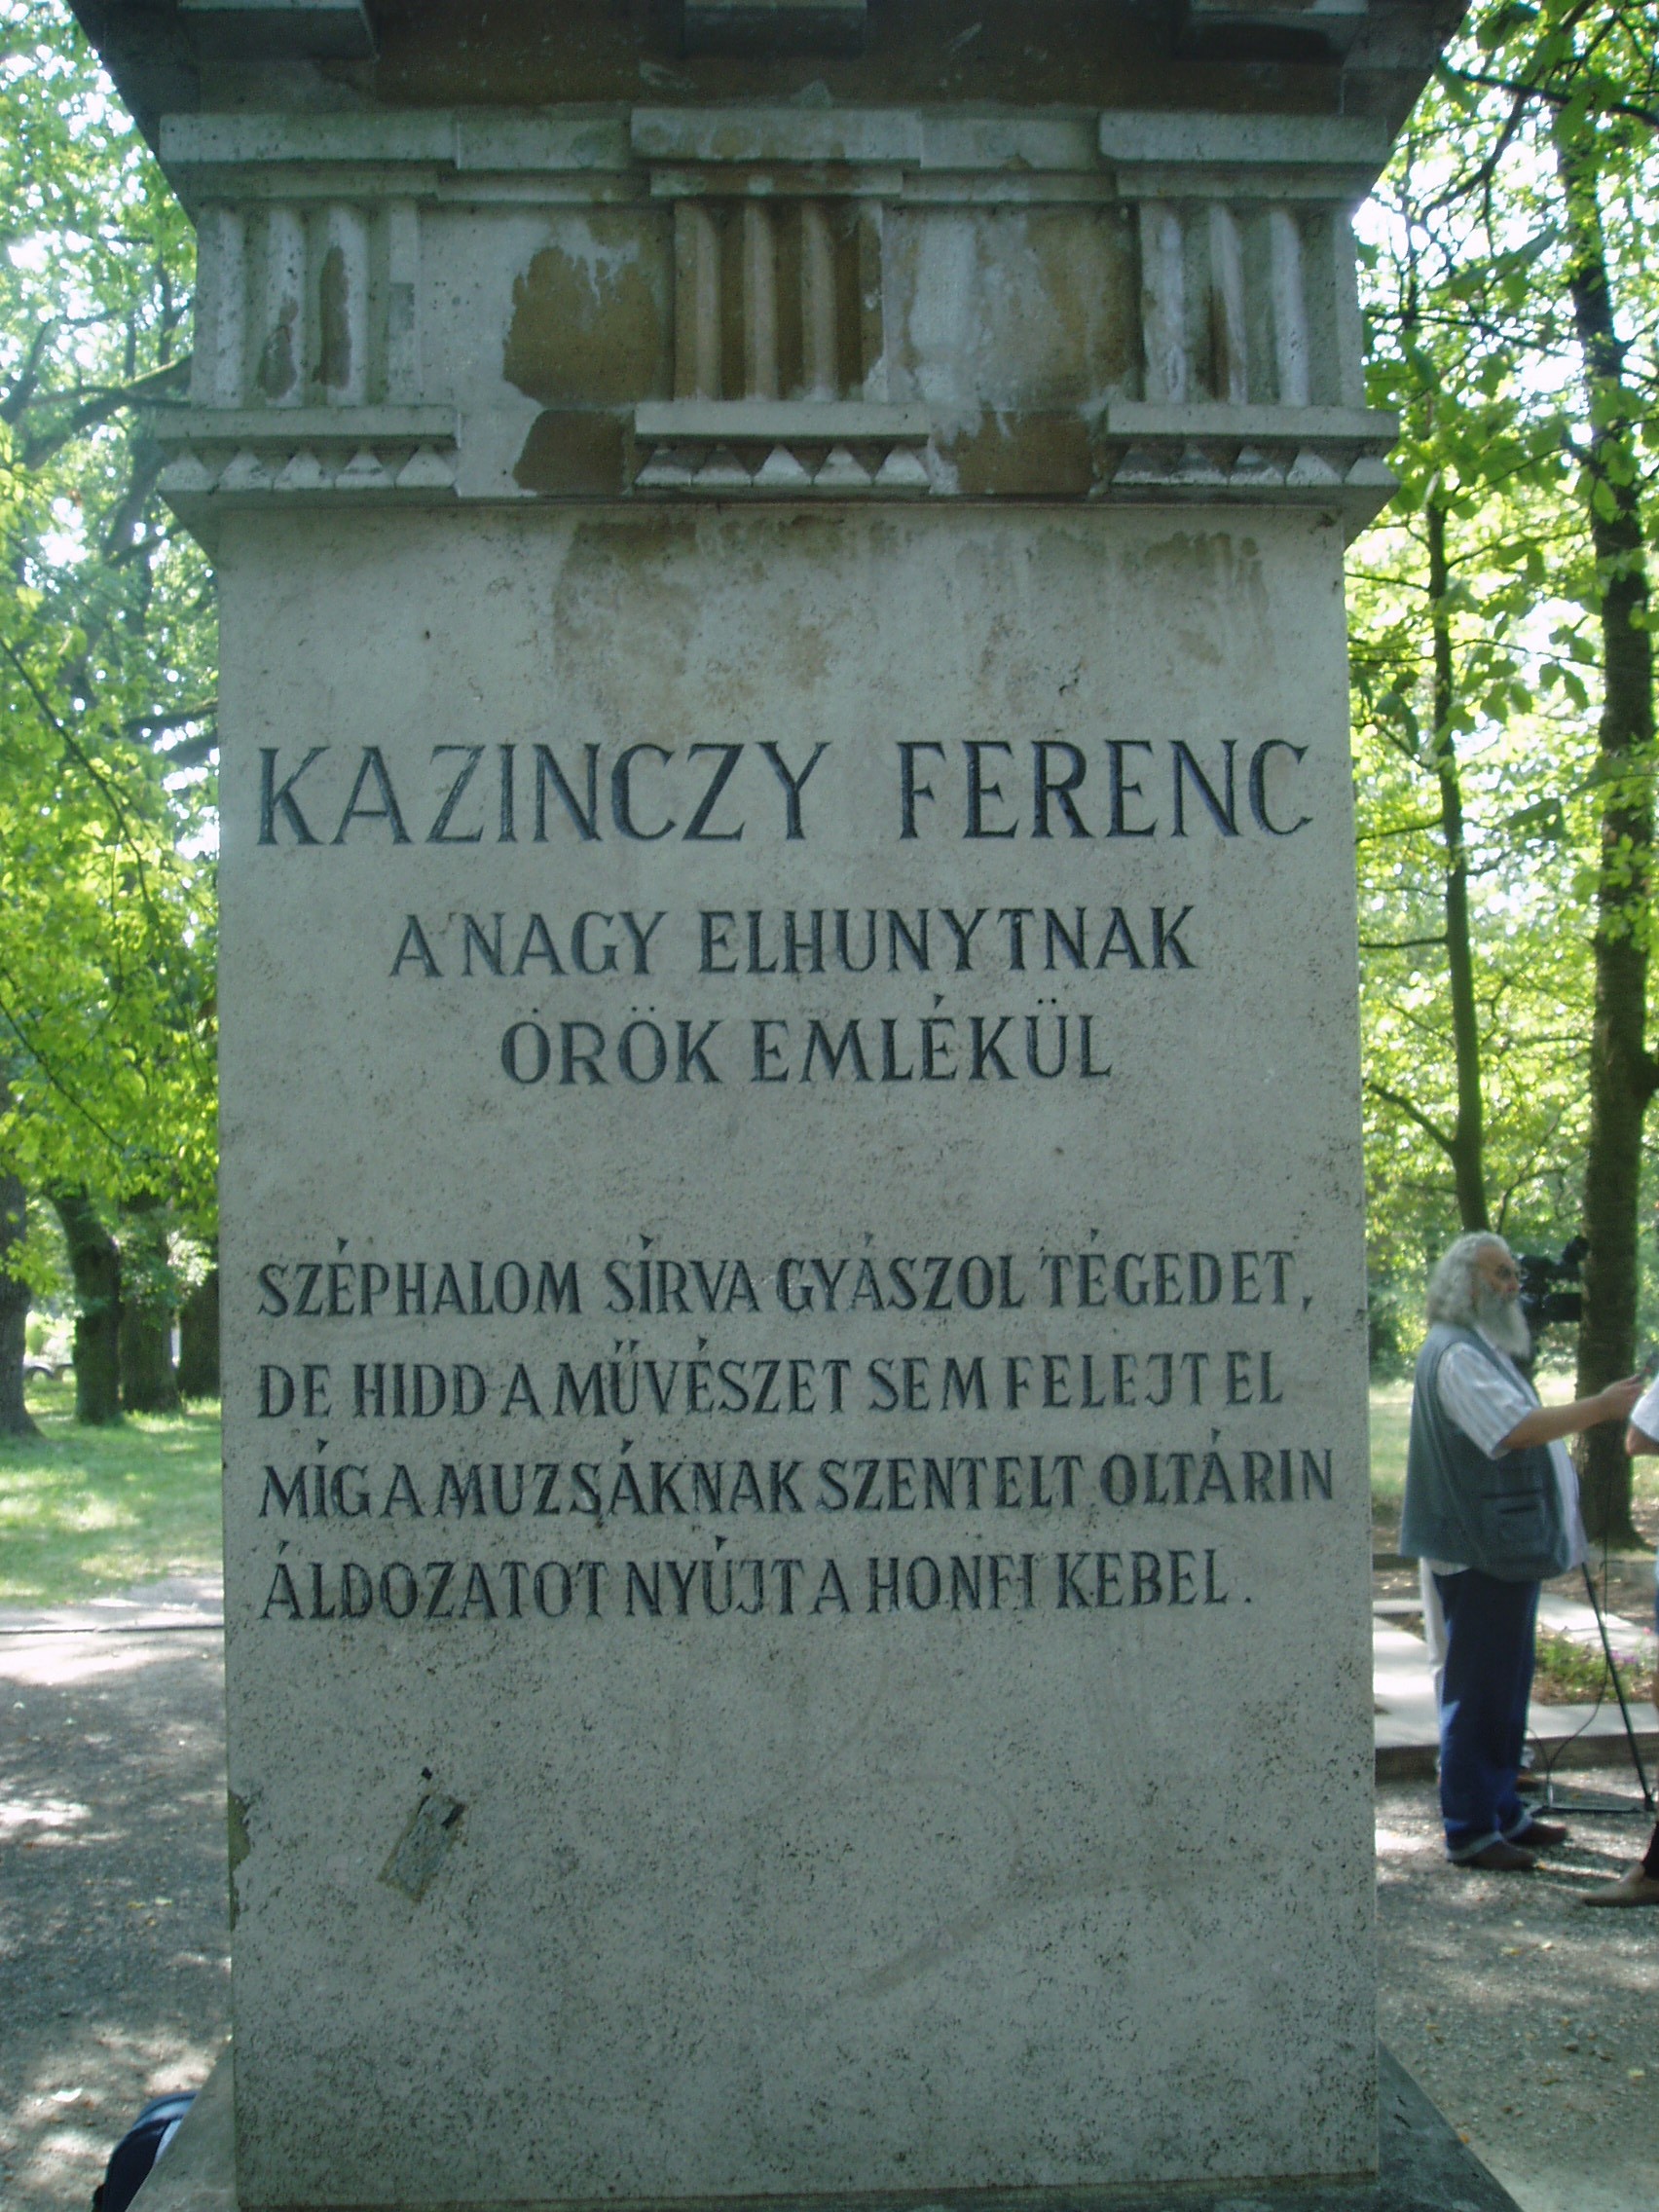 KAZINCZY FERENC
A NAGY ELHUNYTNAK
ÖRÖK EMLÉKÜL
SZÉPHALOM SÍRVA GYÁSZOL TÉGEDET,
DE HIDD A MŰVÉSZET SEM FELEJT EL
MÍG A MUZSÁKNAK SZENTELT OLTÁRIN
ÁLDOZATOT NYÚJT A HONFI KEBEL.